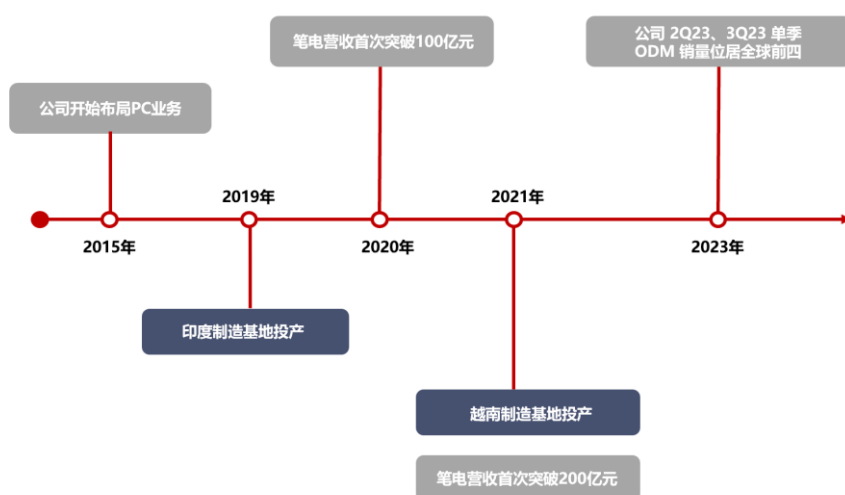 笔电营收首次突破100亿元
公司 2Q23、3Q23 单季
ODM 销量位居全球前四
公司开始布局PC业务
2019年
2021年
2015年
2020年
2023年
印度制造基地投产
越南制造基地投产
笔电营收首次突破200亿元